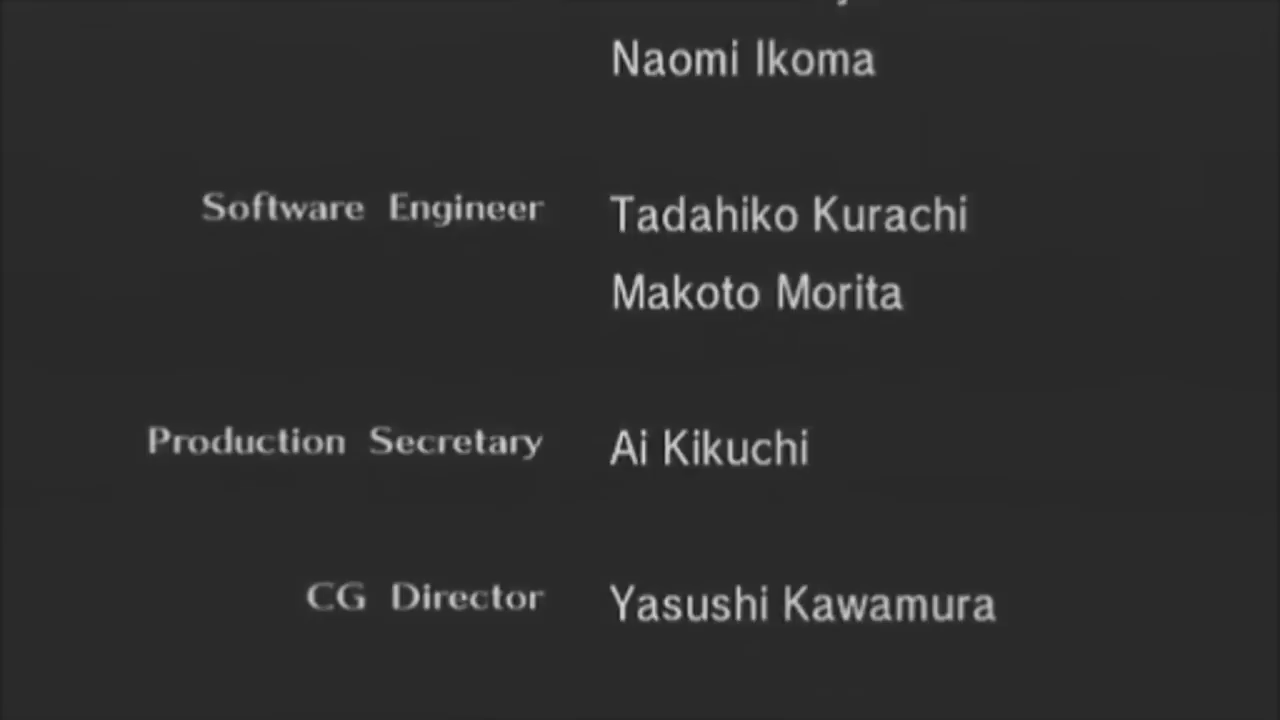 Naomi Ikoma
Software Engineer Tadahiko Kurachi
Makoto Morita
Production Secretary Ai Kikuchi
CG Director Yasushi Kawamura